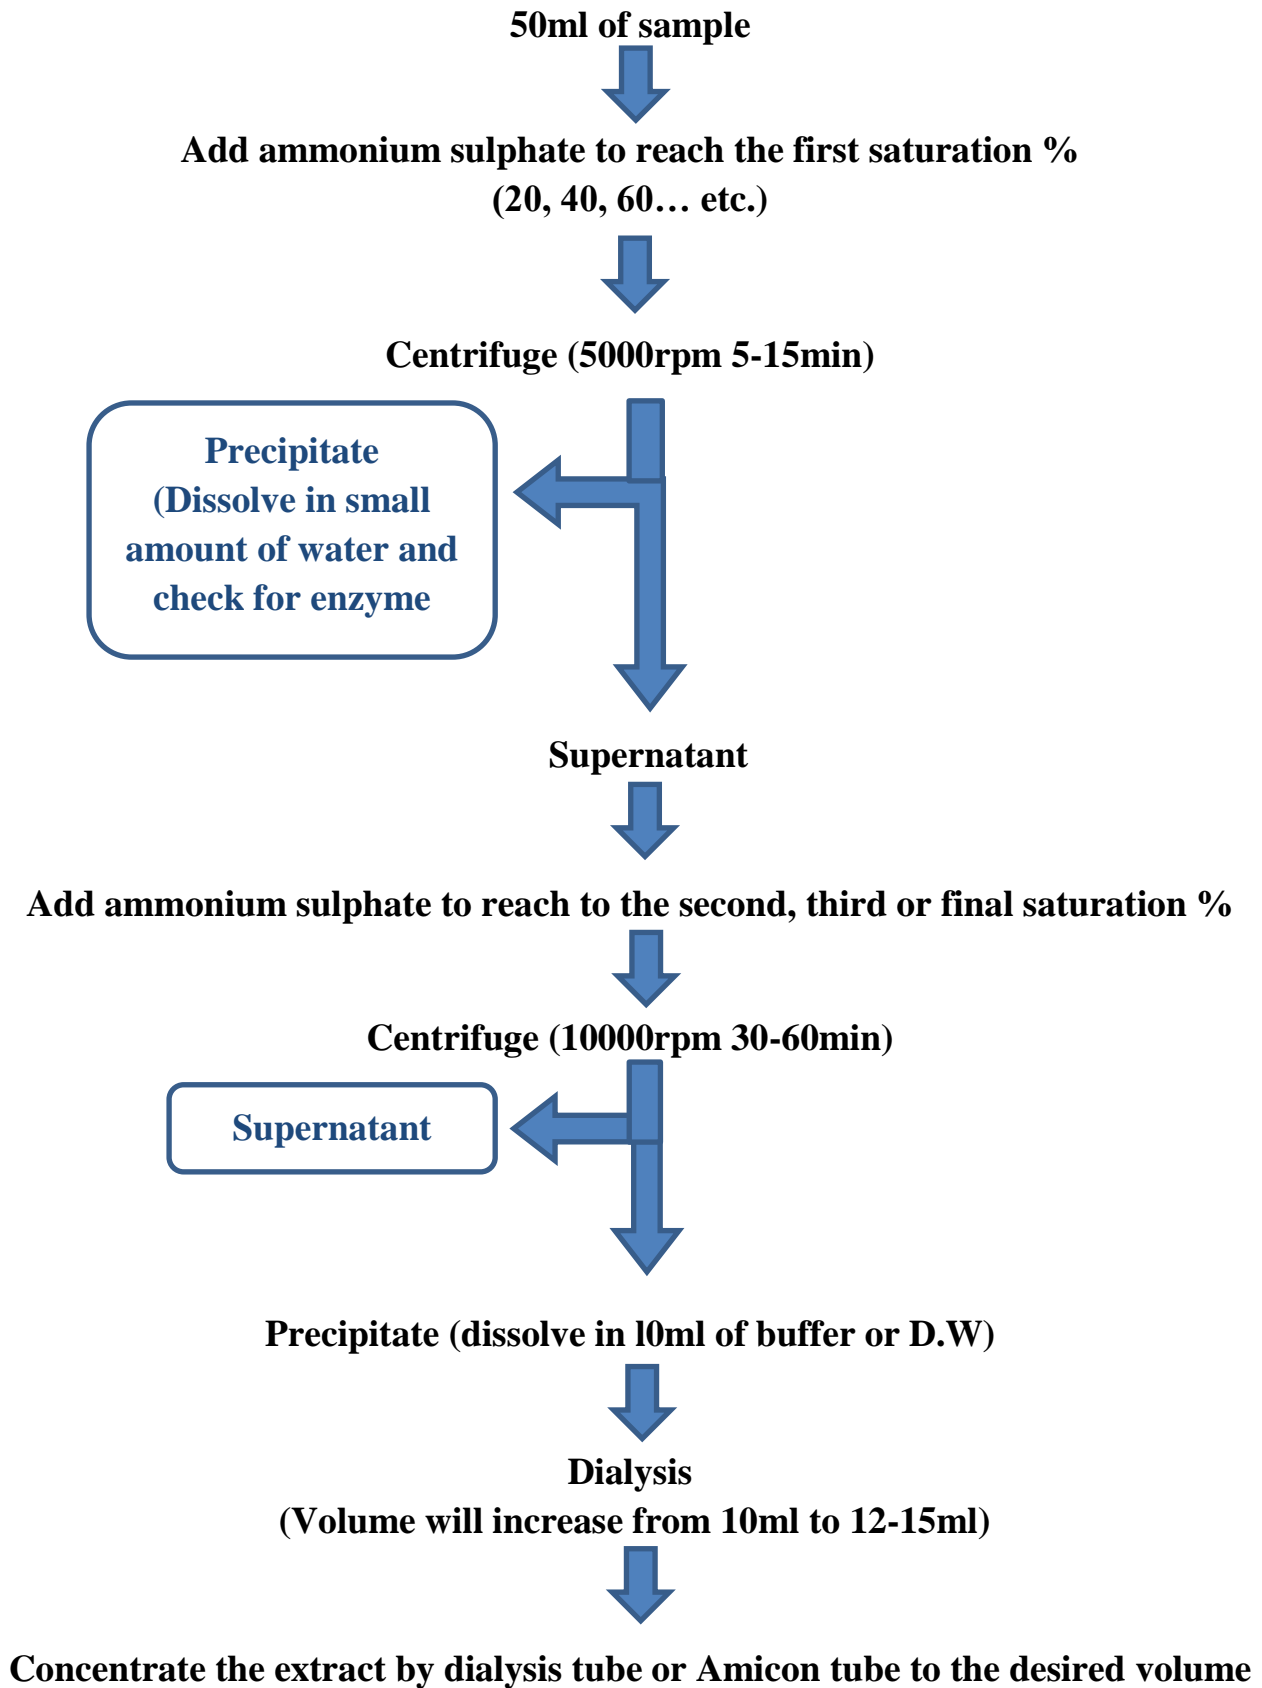 50ml of sample
Add ammonium sulphate to reach the first saturation %
(20, 40, 60… etc.)
Centrifuge (5000rpm 5-15min)
Precipitate
(Dissolve in small
amount of water and
check for enzyme
Supernatant
Add ammonium sulphate to reach to the second, third or final saturation %
Centrifuge (10000rpm 30-60min)
Supernatant
Precipitate (dissolve in l0ml of buffer or D.W)
Dialysis
(Volume will increase from 10ml to 12-15ml)
Concentrate the extract by dialysis tube or Amicon tube to the desired volume